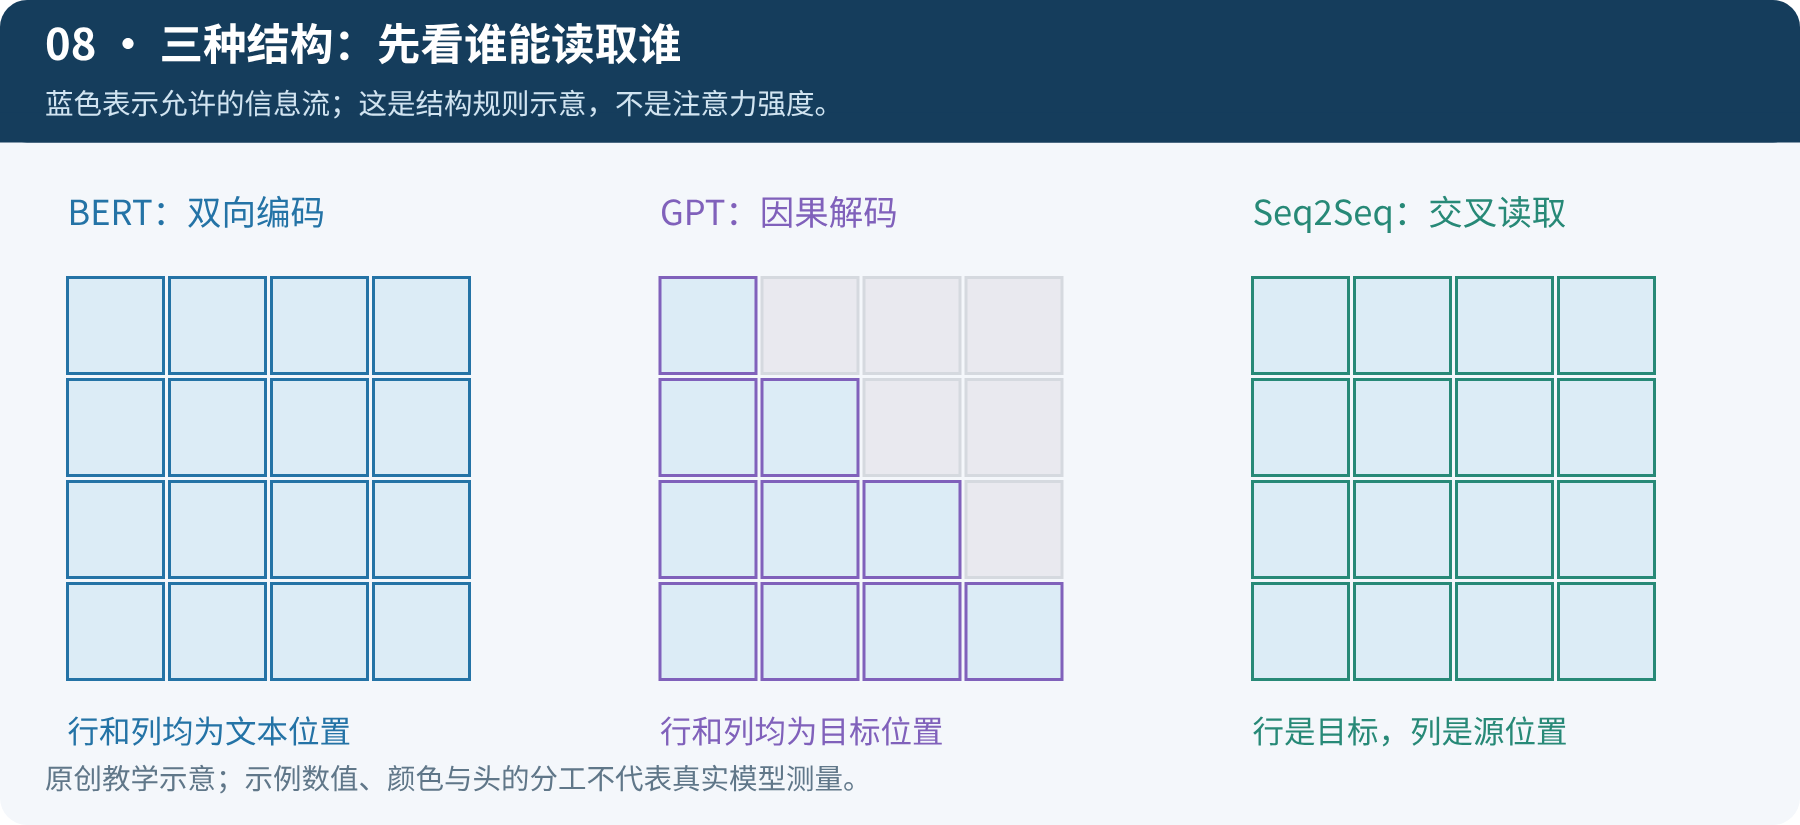 08 · 三种结构：先看谁能读取谁
蓝色表示允许的信息流；这是结构规则示意，不是注意力强度。
BERT：双向编码
GPT：因果解码
Seq2Seq：交叉读取
行和列均为文本位置
行和列均为目标位置
行是目标，列是源位置
原创教学示意；示例数值、颜色与头的分工不代表真实模型测量。